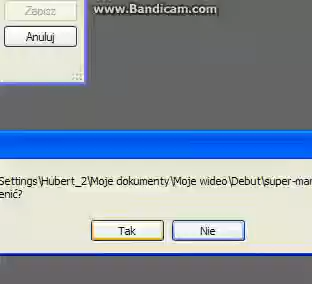 www.Bandicam.com
Zapisz
Anuluj
Settings\Hubert_2\Moje dokumenty\Moje wideo\Debut\super-mar
enić?
Tak
Nie